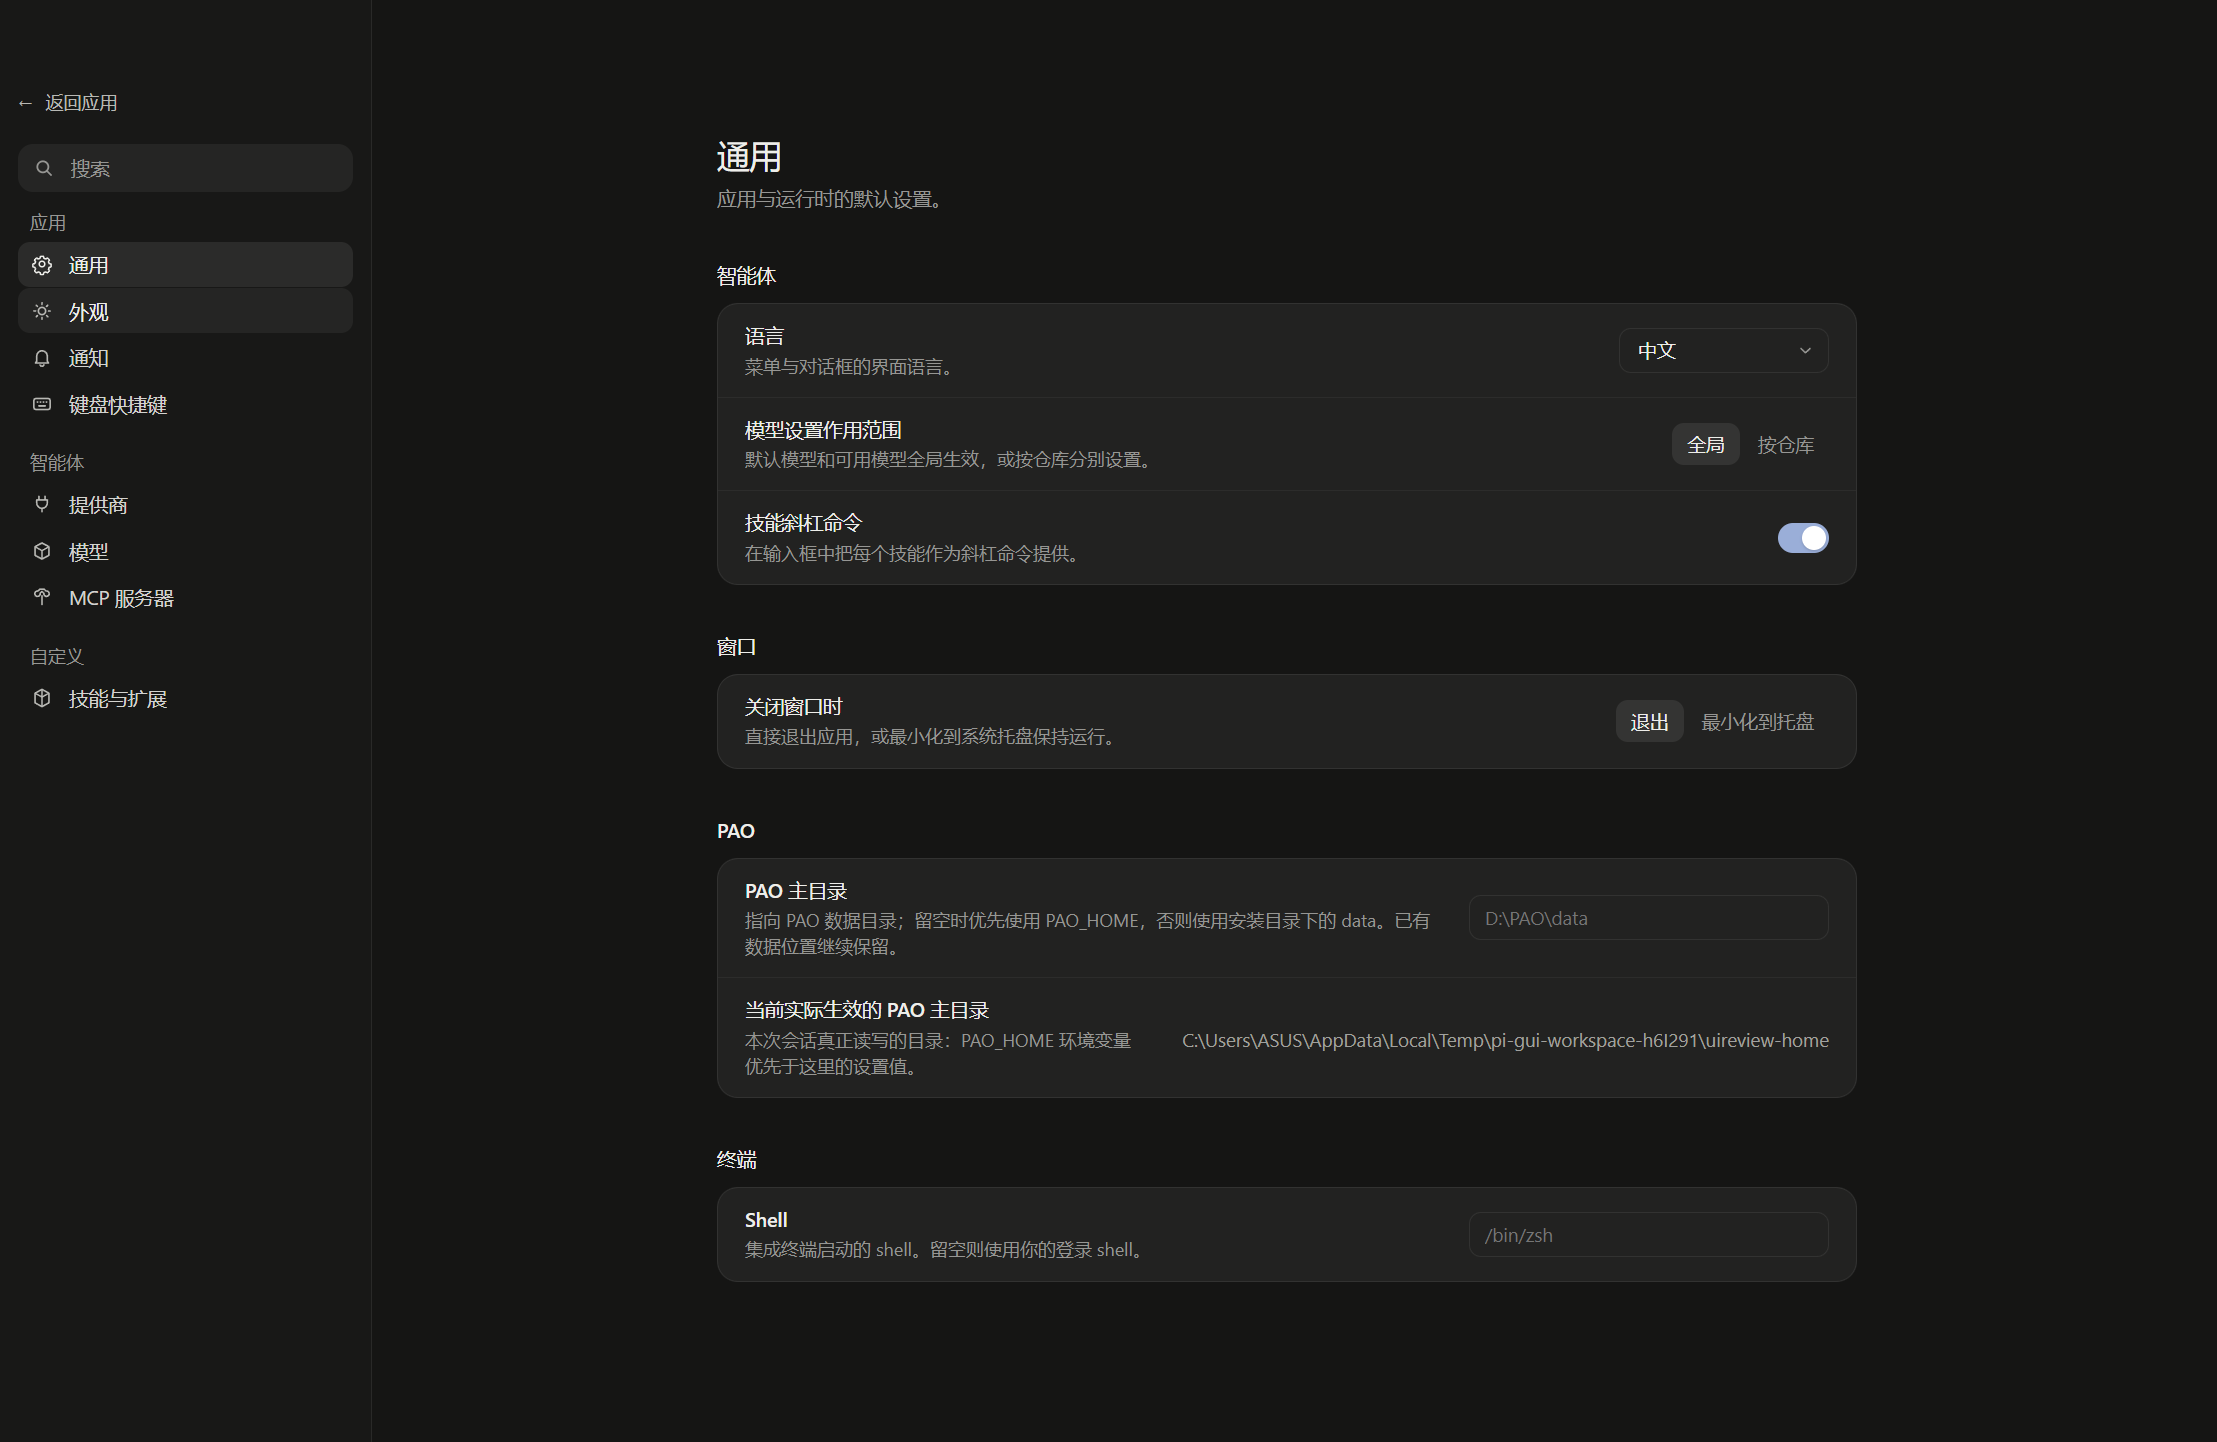 ← 返回应用
搜索
应用
通用
外观
通知
键盘快捷键
智能体
提供商
模型
MCP 服务器
自定义
技能与扩展
通用
应用与运行时的默认设置。
智能体
语言
菜单与对话框的界面语言。
中文
模型设置作用范围
默认模型和可用模型全局生效，或按仓库分别设置。
全局 按仓库
技能斜杠命令
在输入框中把每个技能作为斜杠命令提供。
窗口
关闭窗口时
直接退出应用，或最小化到系统托盘保持运行。
退出 最小化到托盘
PAO
PAO 主目录
指向 PAO 数据目录；留空时优先使用 PAO_HOME，否则使用安装目录下的 data。已有
数据位置继续保留。
D:\PAO\data
当前实际生效的 PAO 主目录
本次会话真正读写的目录：PAO_HOME 环境变量
优先于这里的设置值。
C:\Users\ASUS\AppData\Local\Temp\pi-gui-workspace-h6I291\uireview-home
终端
Shell
集成终端启动的 shell。留空则使用你的登录 shell。
/bin/zsh